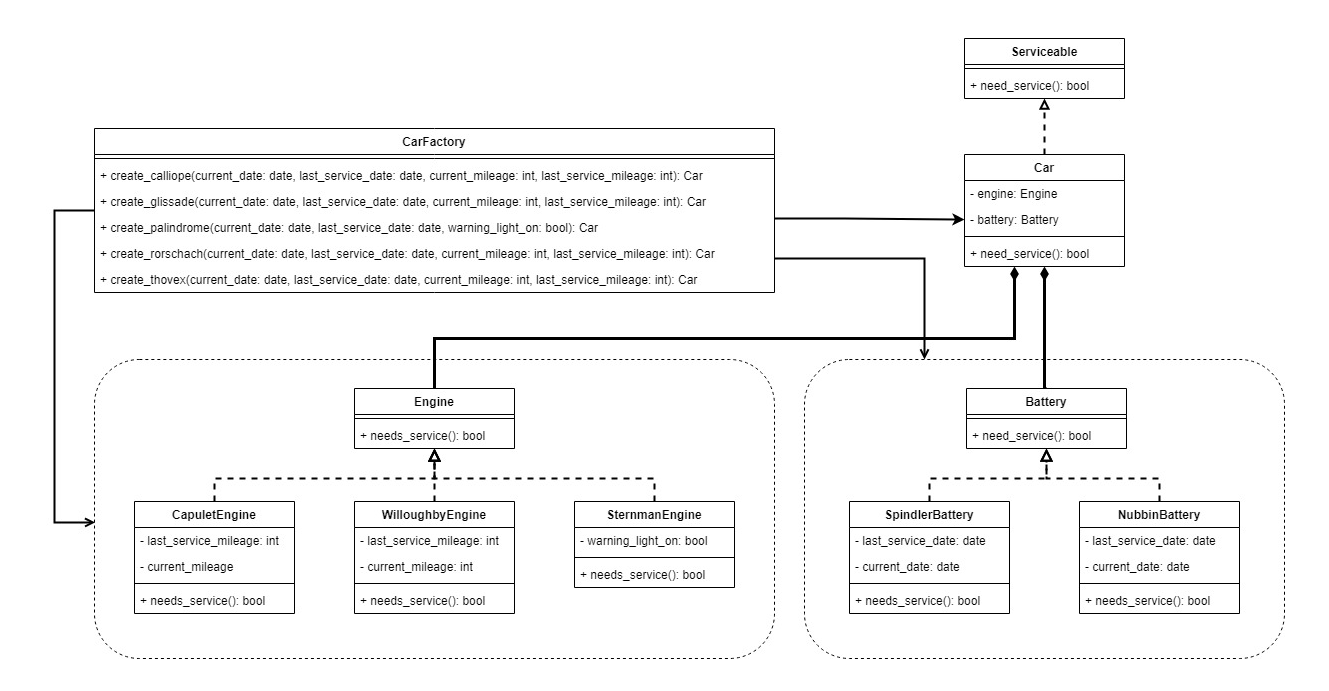 Serviceable
+ need_service(): bool
CarFactory
+ create_calliope(current_date: date, last_service_date: date, current_mileage: int, last_service_mileage: int): Car
+ create_glissade(current_date: date, last_service_date: date, current_mileage: int, last_service_mileage: int): Car
+ create_palindrome(current_date: date, last_service_date: date, warning_light_on: bool): Car
+ create_rorschach(current_date: date, last_service_date: date, current_mileage: int, last_service_mileage: int): Car
+ create_thovex(current_date: date, last_service_date: date, current_mileage: int, last_service_mileage: int): Car
Car
- engine: Engine
- battery: Battery
+ need_service(): bool
Engine
+ needs_service(): bool
Battery
+ need_service(): bool
CapuletEngine
- last_service_mileage: int
- current_mileage
+ needs_service(): bool
WilloughbyEngine
- last_service_mileage: int
- current_mileage: int
+ needs_service(): bool
SternmanEngine
- warning_light_on: bool
+ needs_service(): bool
SpindlerBattery
- last_service_date: date
- current_date: date
+ needs_service(): bool
NubbinBattery
- last_service_date: date
- current_date: date
+ needs_service(): bool